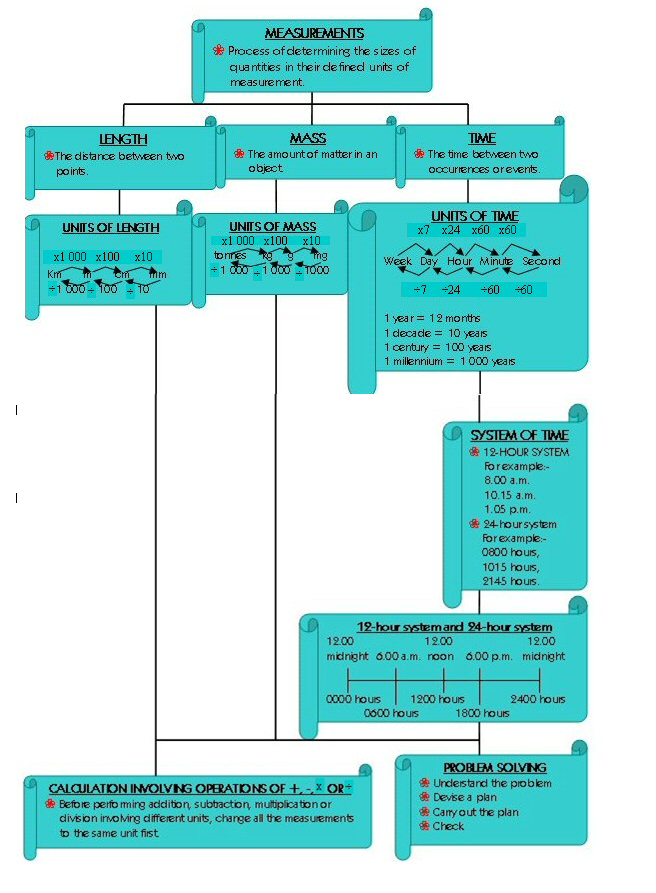 MEASUREMENTS
Process of determining the sizes of
quantities in their defined units of
measurement.
LENGTH
The distance between two
points.
MASS
The amount of matter in an
object.
TIME
The time between two
occurrences or events.
UNITS OF LENGTH
x1 000 x100 x10
Km m cm mm
÷1 000 ÷ 100 ÷ 10
UNITS OF MASS
x1 000 x100 x10
tonnes kg g mg
÷ 1 000 ÷ 1 000 ÷ 1000
UNITS OF TIME
x7 x24 x60 x60
Week Day Hour Minute Second
÷7 ÷24 ÷60 ÷60
1 year = 12 months
1 decade = 10 years
1 century = 100 years
1 millennium = 1 000 years
SYSTEM OF TIME
12-HOUR SYSTEM
For example:-
8.00 a.m.
10.15 a.m.
1.05 p.m.
24-hour system
For example:-
0800 hours,
1015 hours,
2145 hours.
12-hour system and 24-hour system
12.00 12.00 12.00
midnight 6.00 a.m. noon 6.00 p.m. midnight
0000 hours 1200 hours 2400 hours
0600 hours 1800 hours
CALCULATION INVOLVING OPERATIONS OF +, -, x OR ÷
Before performing addition, subtraction, multiplication or
division involving different units, change all the measurements
to the same unit first.
PROBLEM SOLVING
Understand the problem
Devise a plan
Carry out the plan
Check